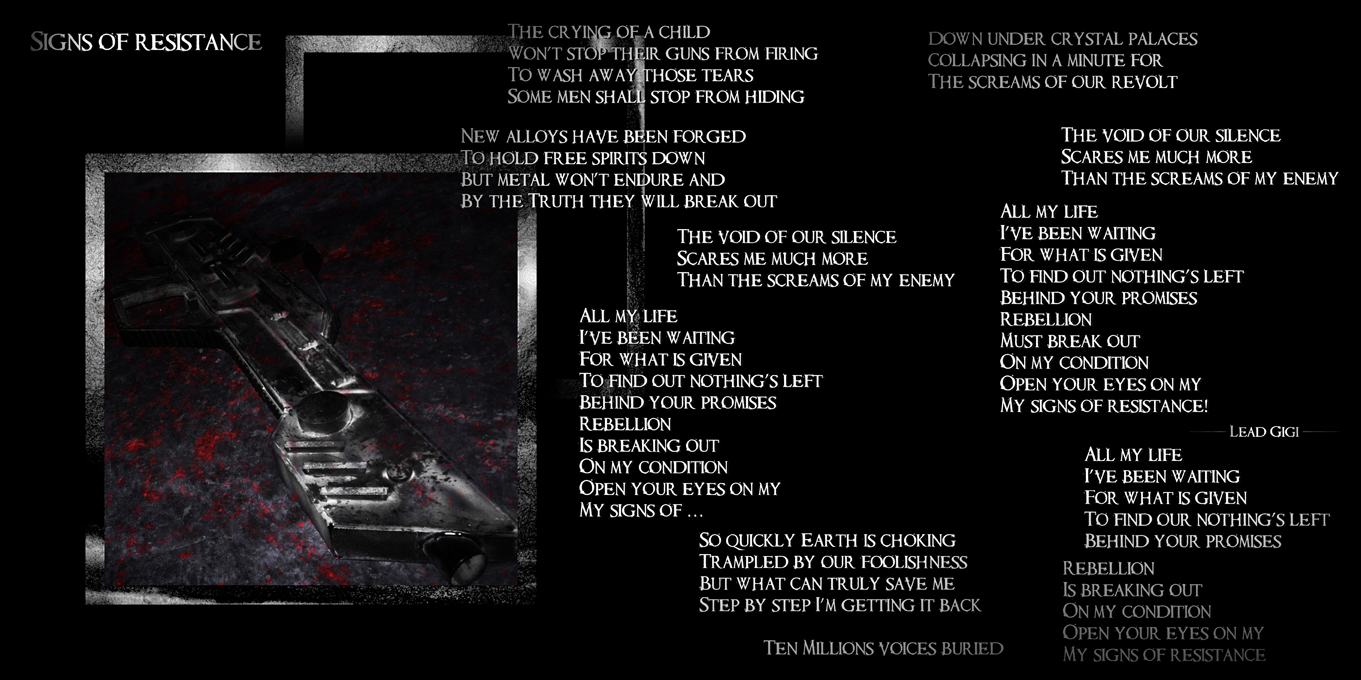 Signs of resistance
The crying of a child
Won't stop their guns from firing
To wash away those tears
Some men shall stop from hiding
New alloys have been forged
To hold free spirits down
But metal won't endure and
By the Truth they will break out
The void of our silence
Scares me much more
Than the screams of my enemy
All my life
I've been waiting
For what is given
To find out nothing's left
Behind your promises
Rebellion
Is breaking out
On my condition
Open your eyes on my
My signs of ...
So quickly Earth is choking
Trampled by our foolishness
But what can truly save me
Step by step I'm getting it back
Ten Millions voices buried
Down under crystal palaces
Collapsing in a minute for
The screams of our revolt
The void of our silence
Scares me much more
Than the screams of my enemy
All my life
I've been waiting
For what is given
To find out nothing's left
Behind your promises
Rebellion
Must break out
On my condition
Open your eyes on my
My signs of resistance!
Lead Gigi
All my life
I've been waiting
For what is given
To find our nothing's left
Behind your promises
Rebellion
Is breaking out
On my condition
Open your eyes on my
My signs of resistance